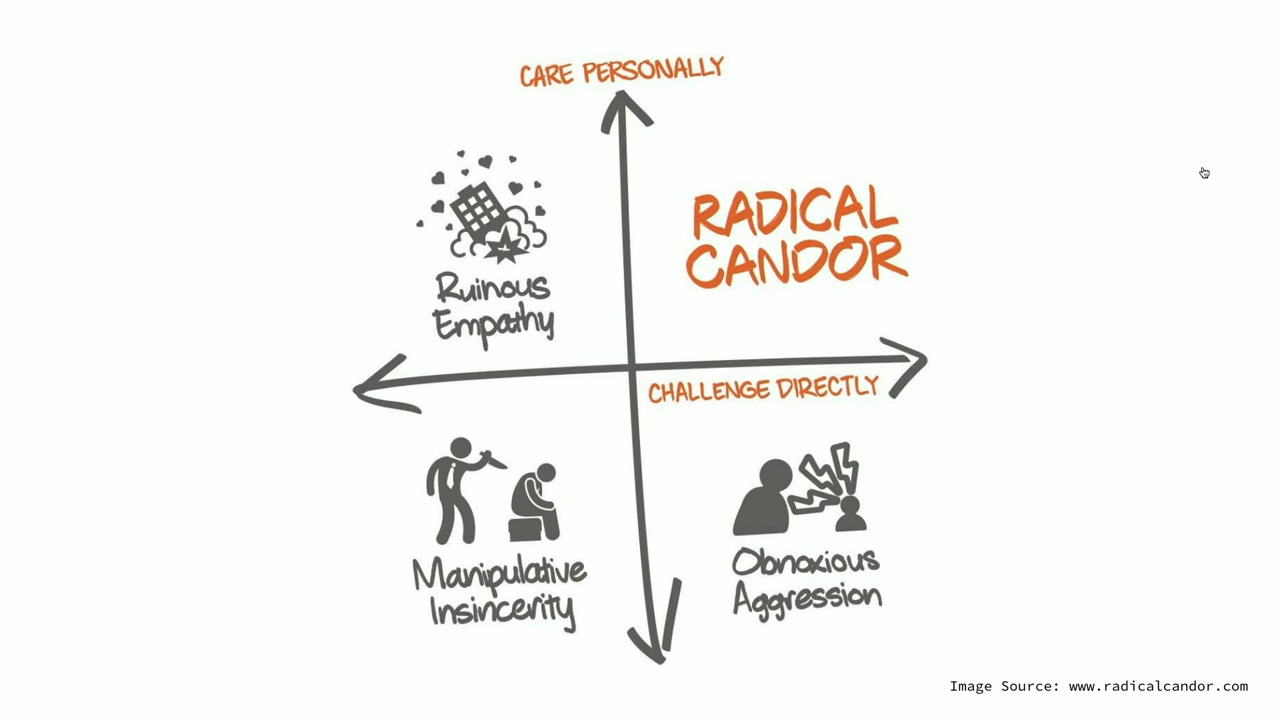 CARE PERSONALLY
RADICAL
CANDOR
Ruinous
Empathy
CHALLENGE DIRECTLY
Manipulative
Insincerity
Obnoxious
Aggression
Image Source: www.radicalcandor.com